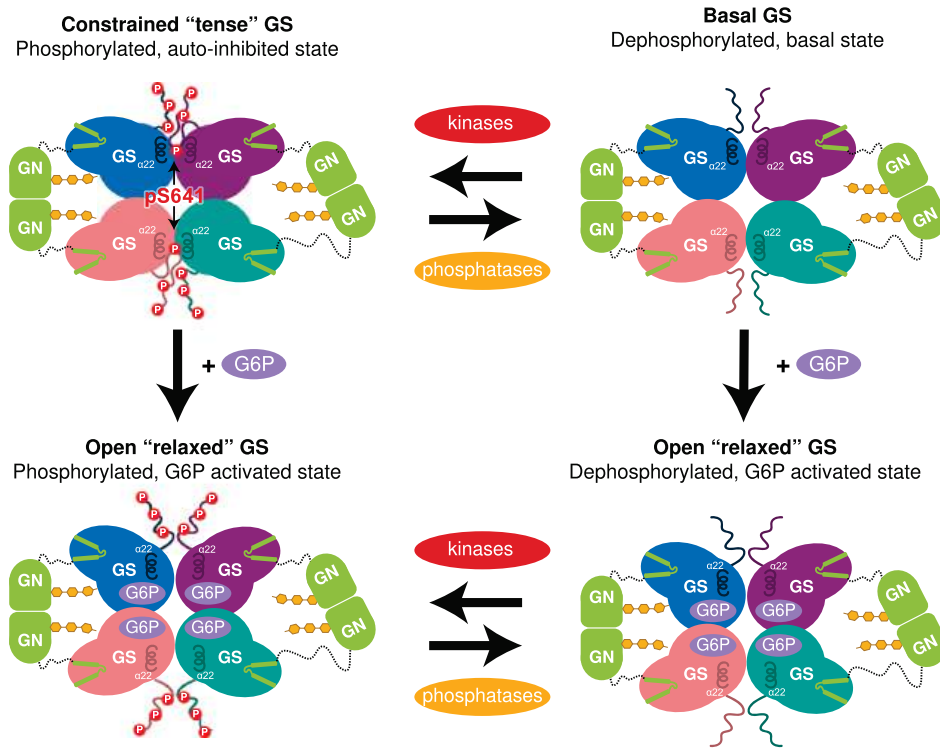 Constrained “tense” GS
Phosphorylated, auto-inhibited state
Basal GS
Dephosphorylated, basal state
P
P
P
P
P
P
P
GS
α22
α22
GS
GN
GN
pS641
GN
GN
GS
α22
α22
GS
P
P
P
P
P
P
P
kinases
phosphatases
GS
α22
α22
GS
GN
GN
GN
GN
GS
α22
α22
GS
+ G6P
+ G6P
Open “relaxed” GS
Phosphorylated, G6P activated state
Open “relaxed” GS
Dephosphorylated, G6P activated state
P
P
P
P
P
P
α22
α22
GS
GS
G6P
G6P
GN
GN
GN
GN
G6P
G6P
GS
GS
α22
α22
P
P
P
P
P
P
kinases
phosphatases
α22
α22
GS
GS
G6P
G6P
GN
GN
GN
GN
G6P
G6P
GS
GS
α22
α22